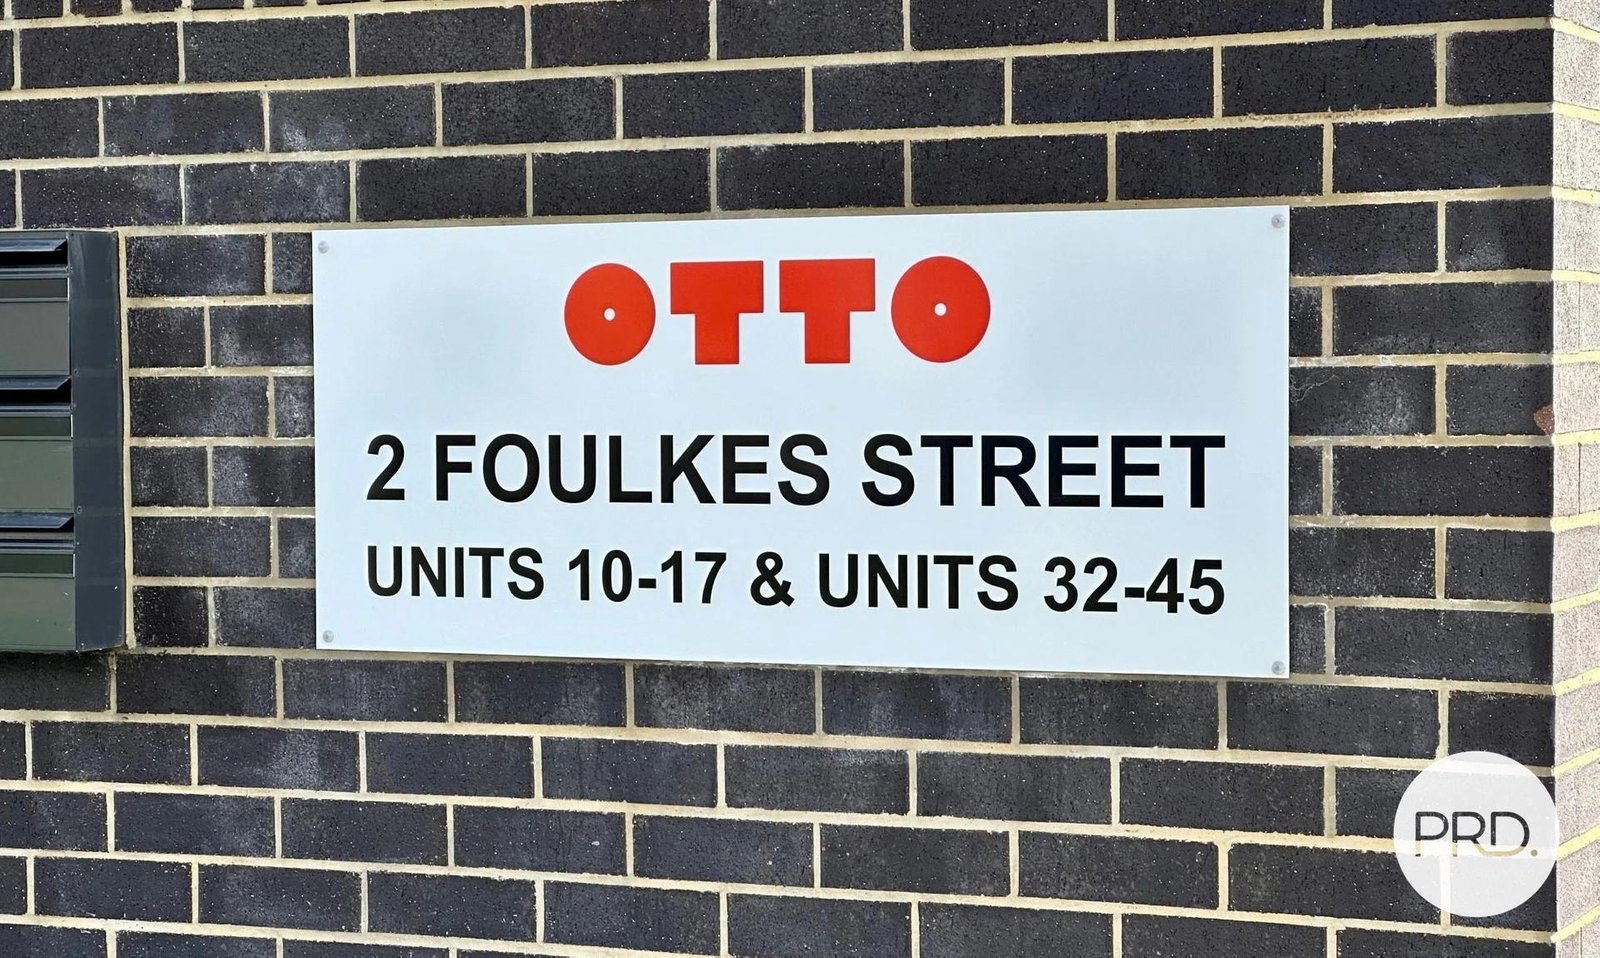 OTTO
2 FOULKES STREET
UNITS 10-17 & UNITS 32-45
PRD.